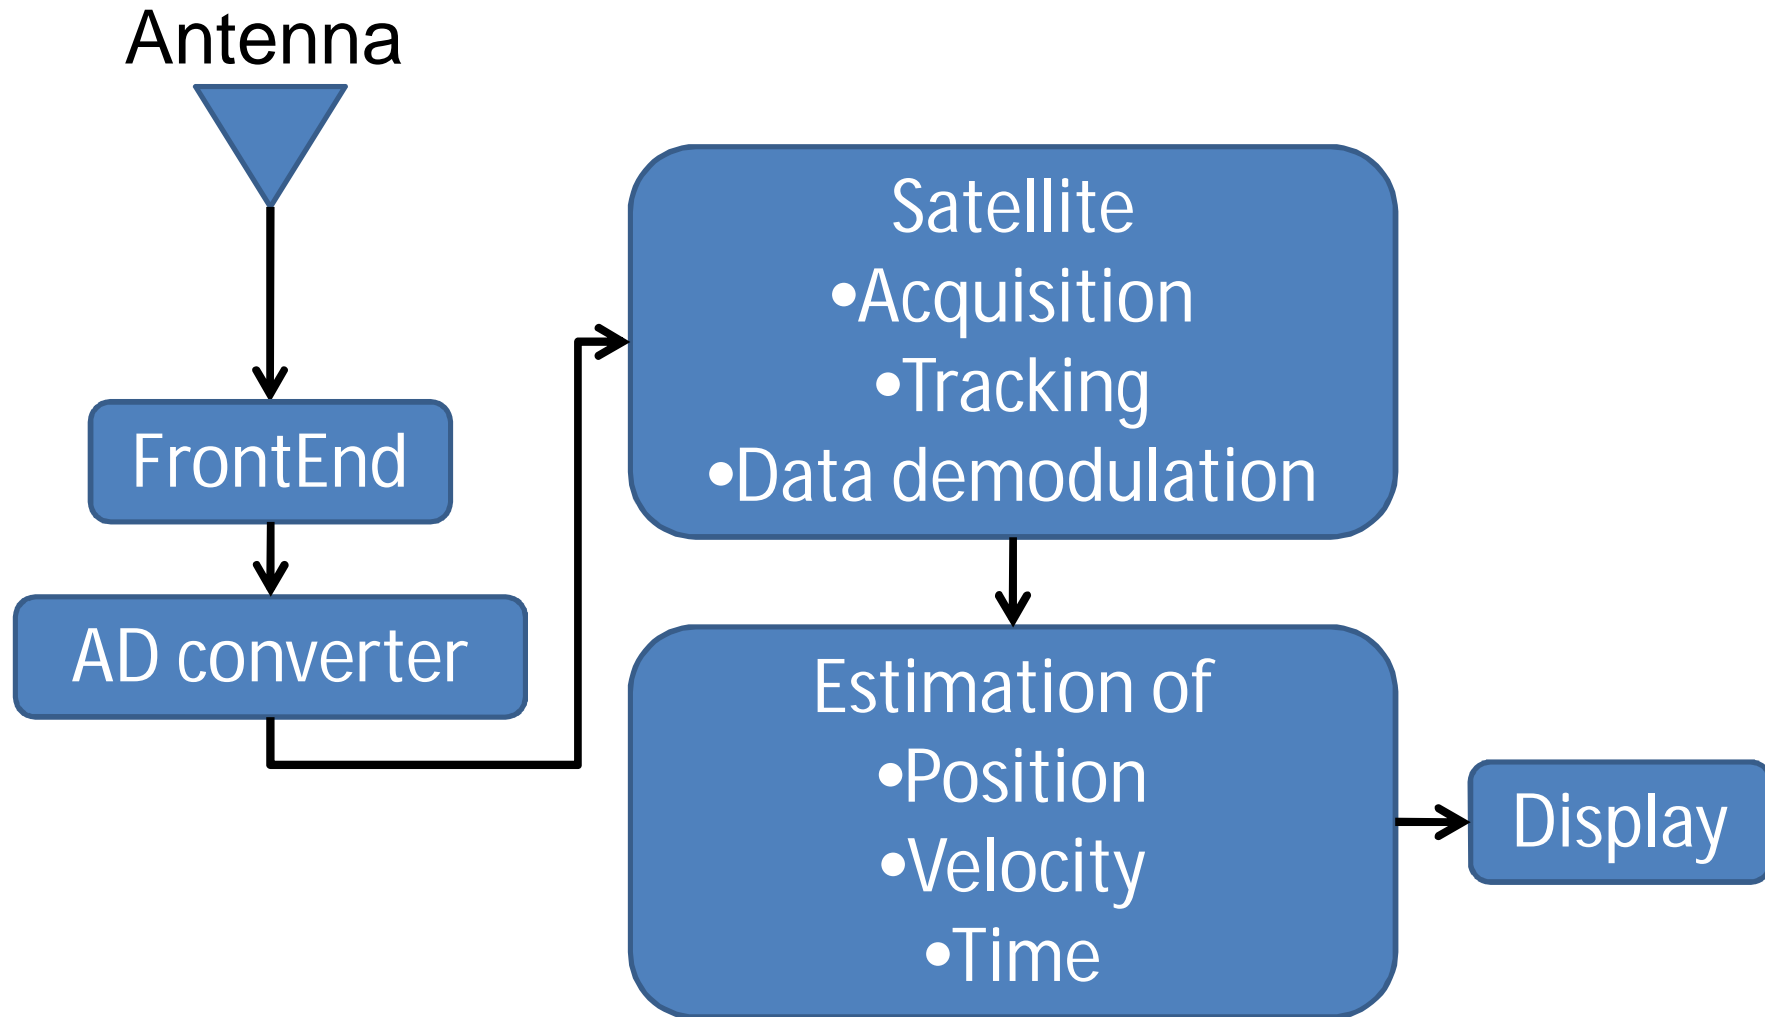 Antenna
FrontEnd
AD converter
Satellite
•Acquisition
•Tracking
•Data demodulation
Estimation of
•Position
•Velocity
•Time
Display